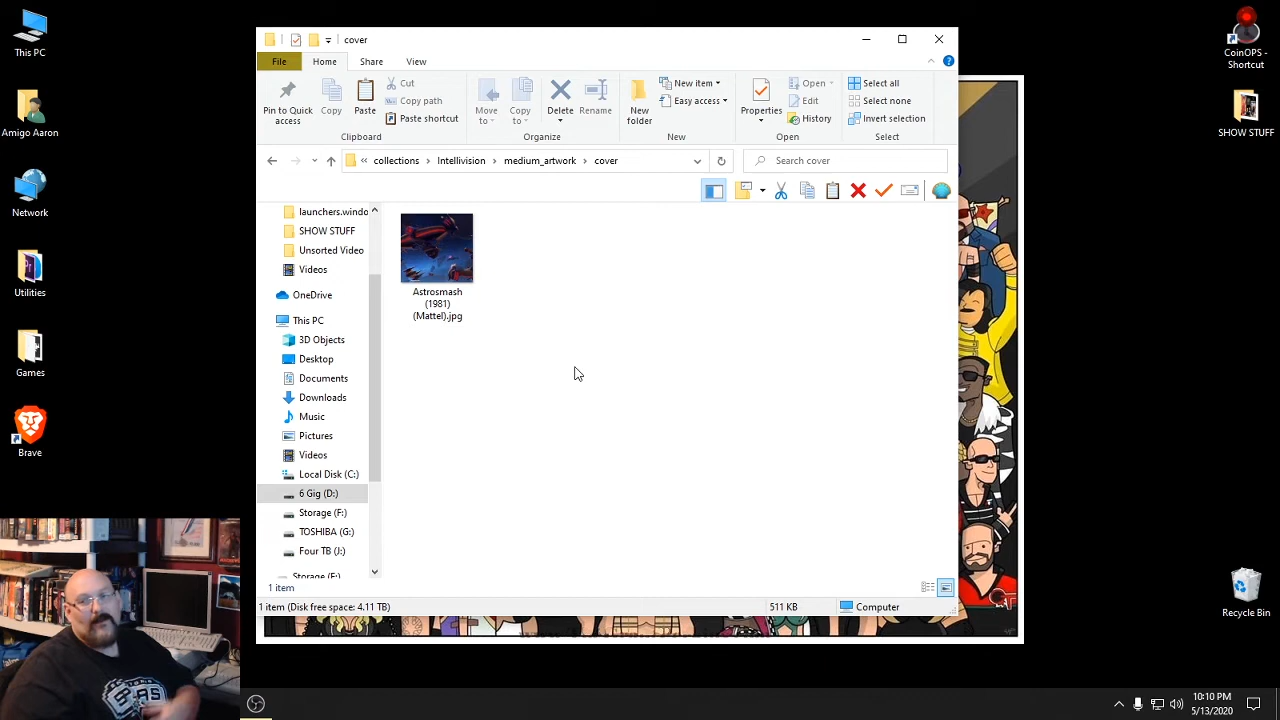 This PC
Amigo Aaron
Network
Utilities
Games
Brave
cover
File
Home
Share
View
Pin to Quick
access
Copy
Paste
Cut
Copy path
Paste shortcut
Clipboard
Move
to
Copy
to
Delete
Rename
Organize
New
folder
New item
Easy access
New
Properties
Open
Edit
History
Open
Select all
Select none
Invert selection
Select
« collections > Intellivision > medium_artwork > cover
Search cover
launchers.windo
SHOW STUFF
Unsorted Video
Videos
OneDrive
This PC
3D Objects
Desktop
Documents
Downloads
Music
Pictures
Videos
Local Disk (C:)
6 Gig (D:)
Storage (F:)
TOSHIBA (G:)
Four TB (J:)
Storage (F:)
Astrosmash
(1981)
(Mattel).jpg
1 item
1 item (Disk free space: 4.11 TB)
511 KB
Computer
CoinOPS -
Shortcut
SHOW STUFF
Recycle Bin
10:10 PM
5/13/2020